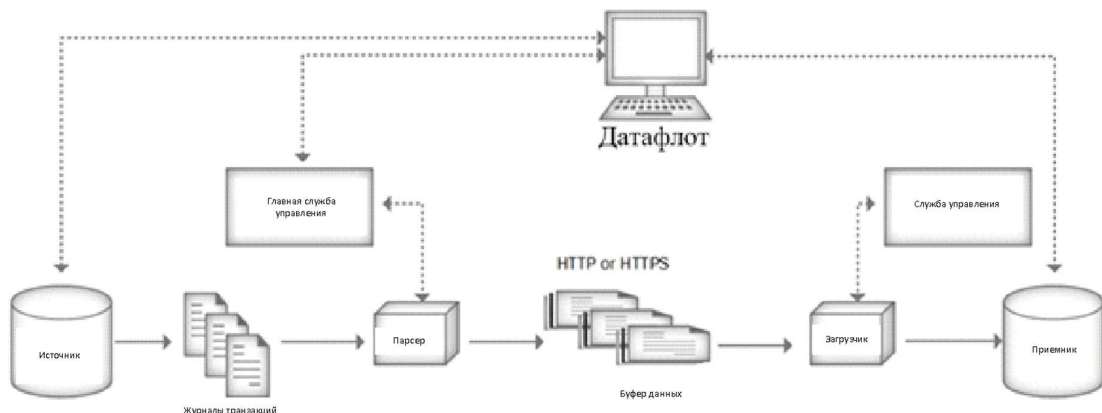 Датафлот
Главная служба
управления
Служба управления
HTTP or HTTPS
Источник
Парсер
Загрузчик
Приемник
Буфер данных
Журналы транзакций